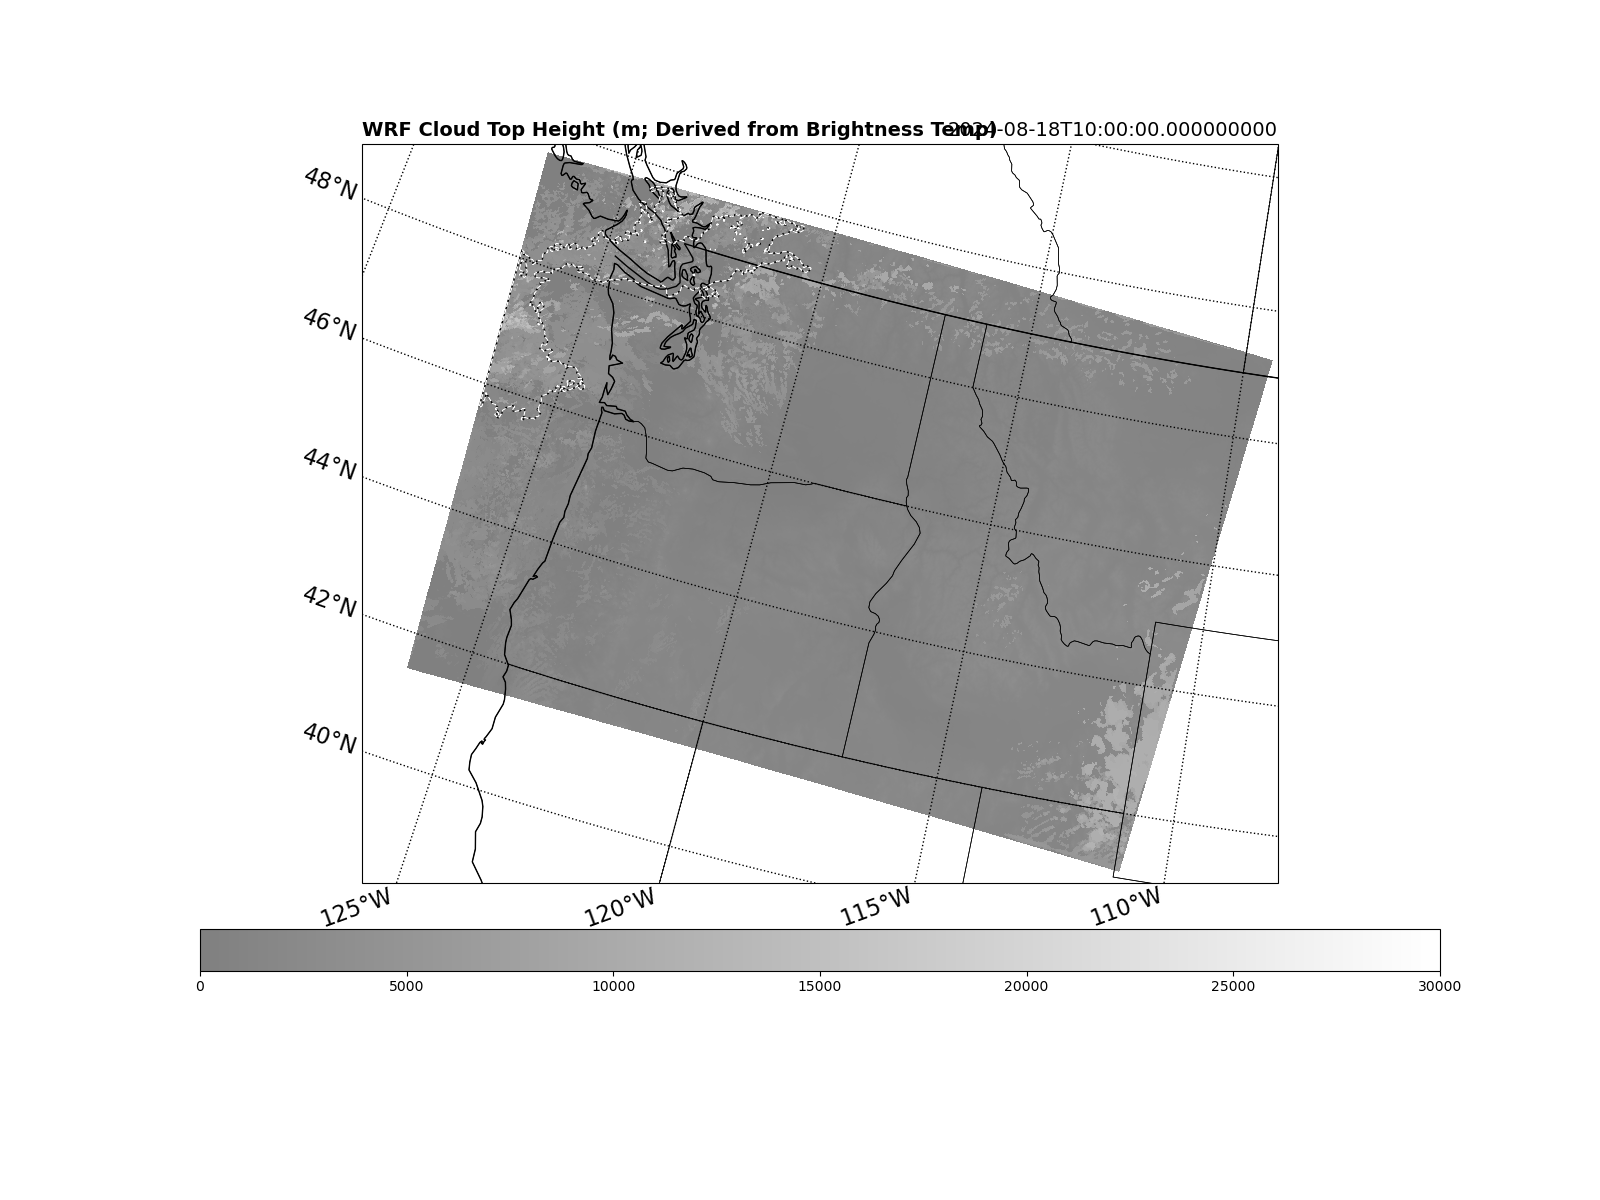 WRF Cloud Top Height (m; Derived from Brightness Temp)
2024-08-18T10:00:00.000000000
48°N
46°N
44°N
42°N
40°N
125°W 120°W 115°W 110°W
0 5000 10000 15000 20000 25000 30000